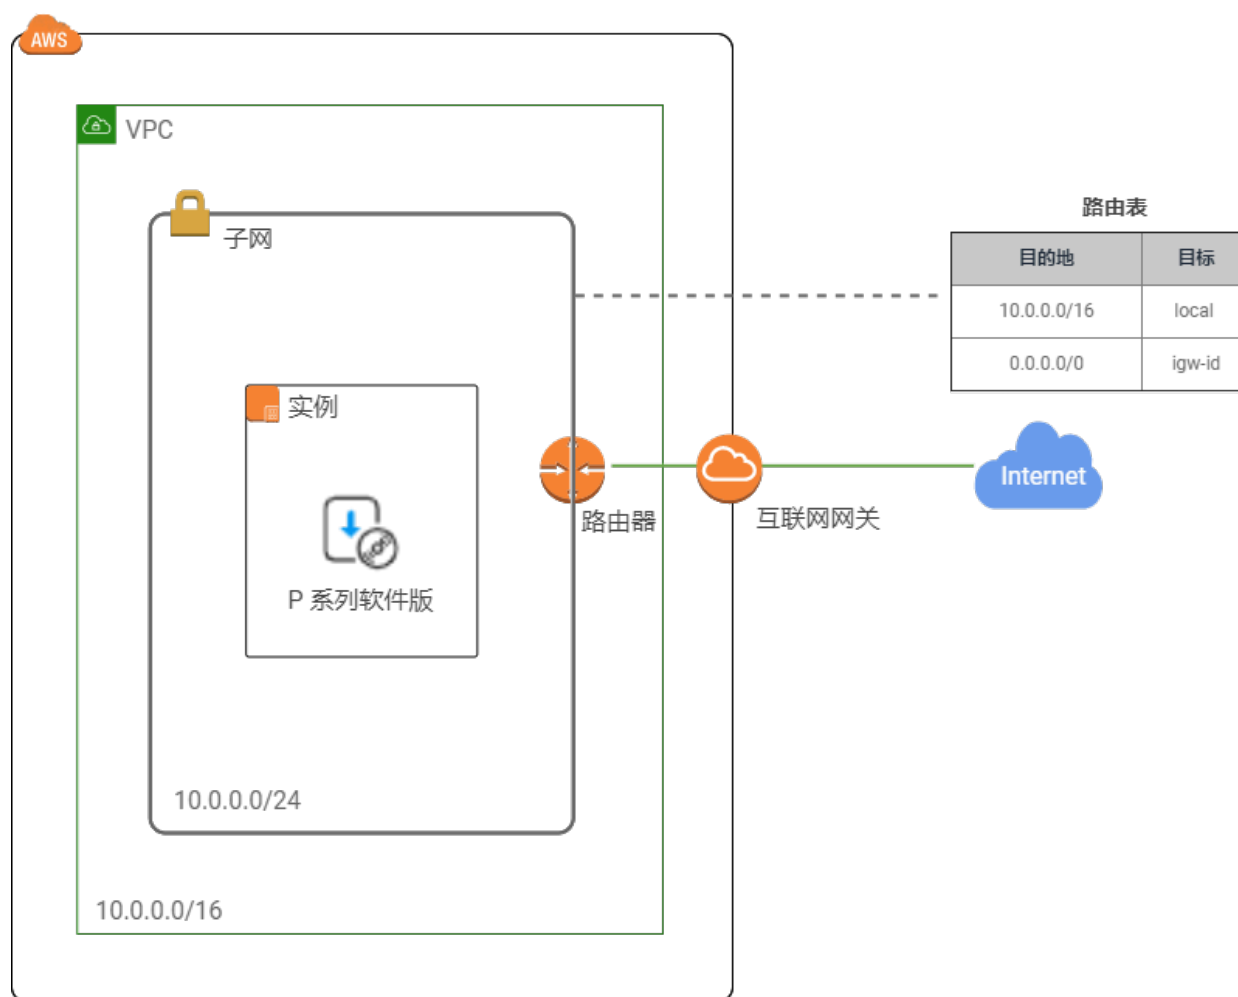 AWS
VPC
子网
路由表
目的地 目标
10.0.0.0/16 local
0.0.0.0/0 igw-id
实例
Internet
路由器
互联网网关
P 系列软件版
10.0.0.0/24
10.0.0.0/16